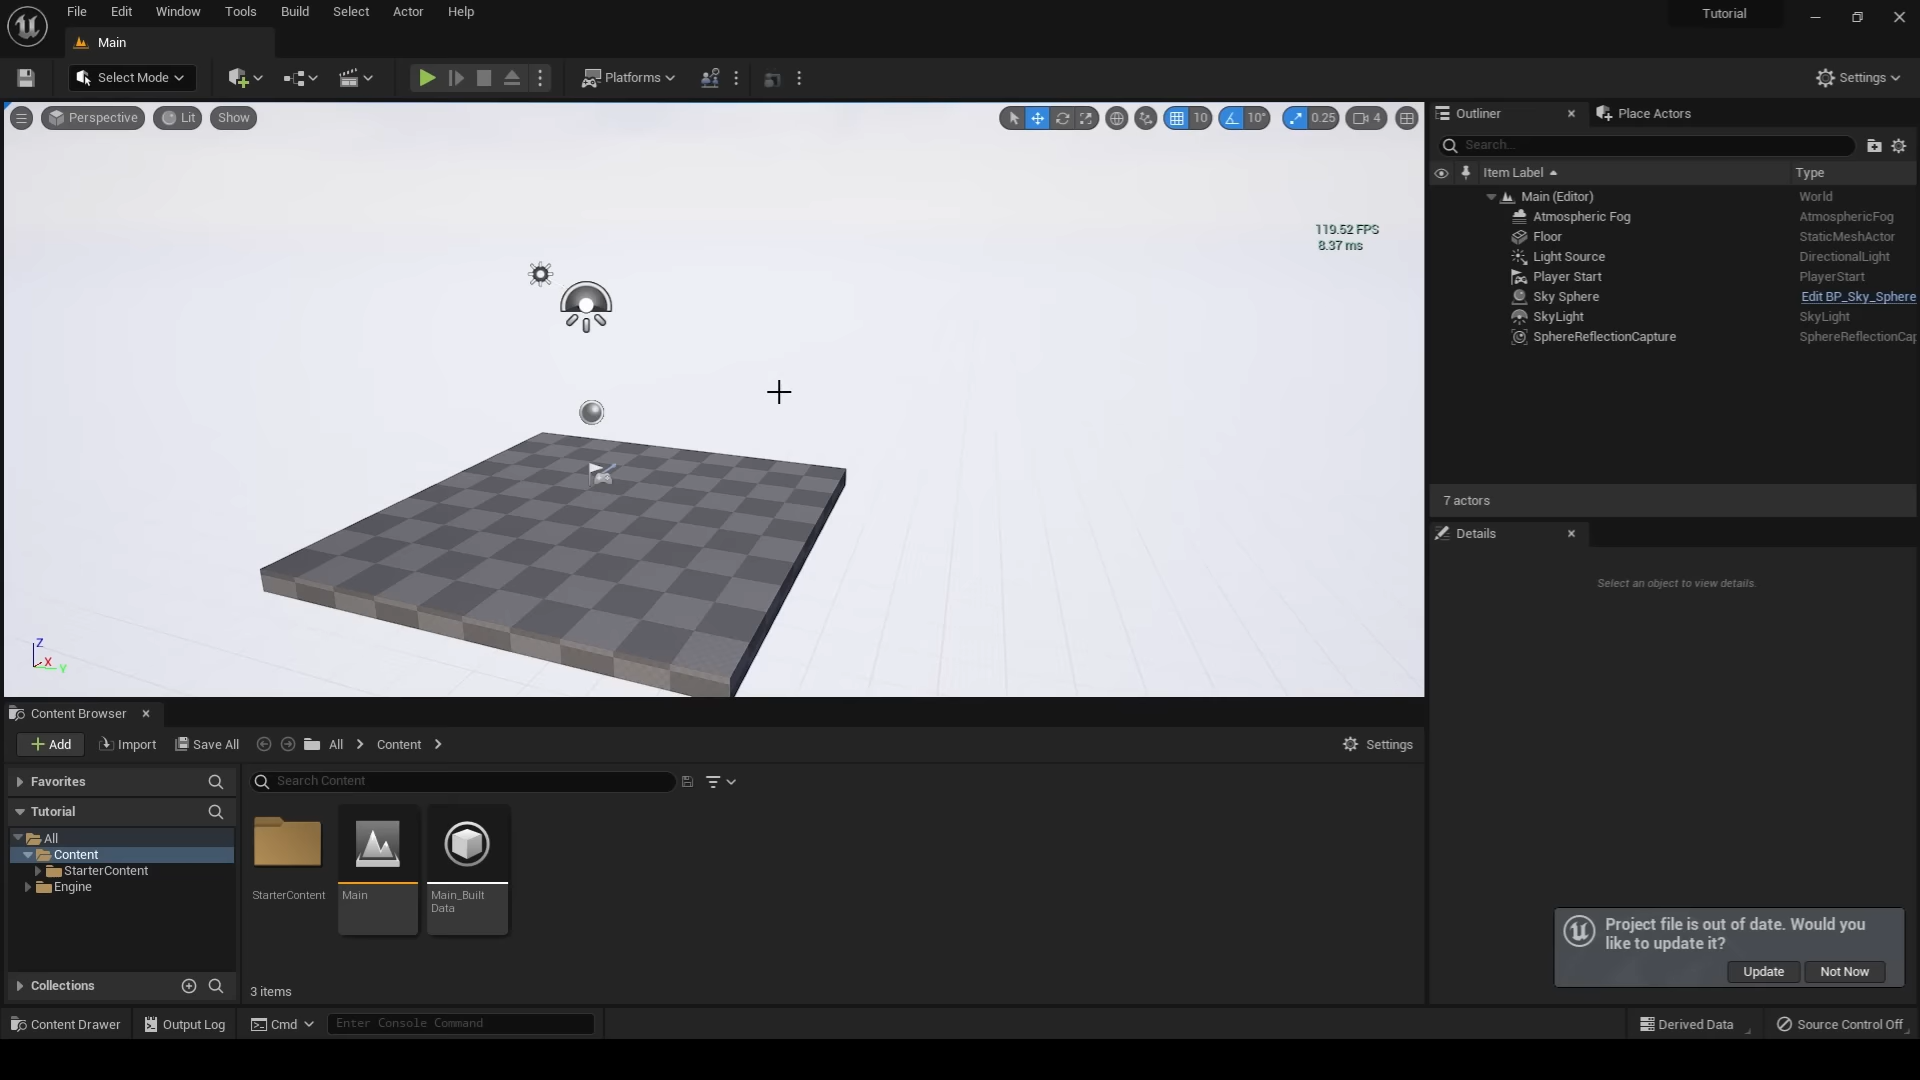 File Edit Window Tools Build Select Actor Help
Tutorial
Main
Select Mode
Platforms
Settings
Perspective Lit Show
10 10° 0.25 4
119.52 FPS
8.37 ms
Z
X
Y
Outliner
Place Actors
Search...
Item Label Type
Main (Editor) World
Atmospheric Fog AtmosphericFog
Floor StaticMeshActor
Light Source DirectionalLight
Player Start PlayerStart
Sky Sphere Edit BP_Sky_Sphere
SkyLight SkyLight
SphereReflectionCapture SphereReflectionCap
7 actors
Details
Select an object to view details.
Content Browser
Add Import Save All All Content Settings
Favorites
Tutorial
All
Content
StarterContent
Engine
Collections
Search Content
StarterContent
Main
Main_Built
Data
3 items
Project file is out of date. Would you
like to update it?
Update Not Now
Content Drawer Output Log Cmd Enter Console Command Derived Data Source Control Off